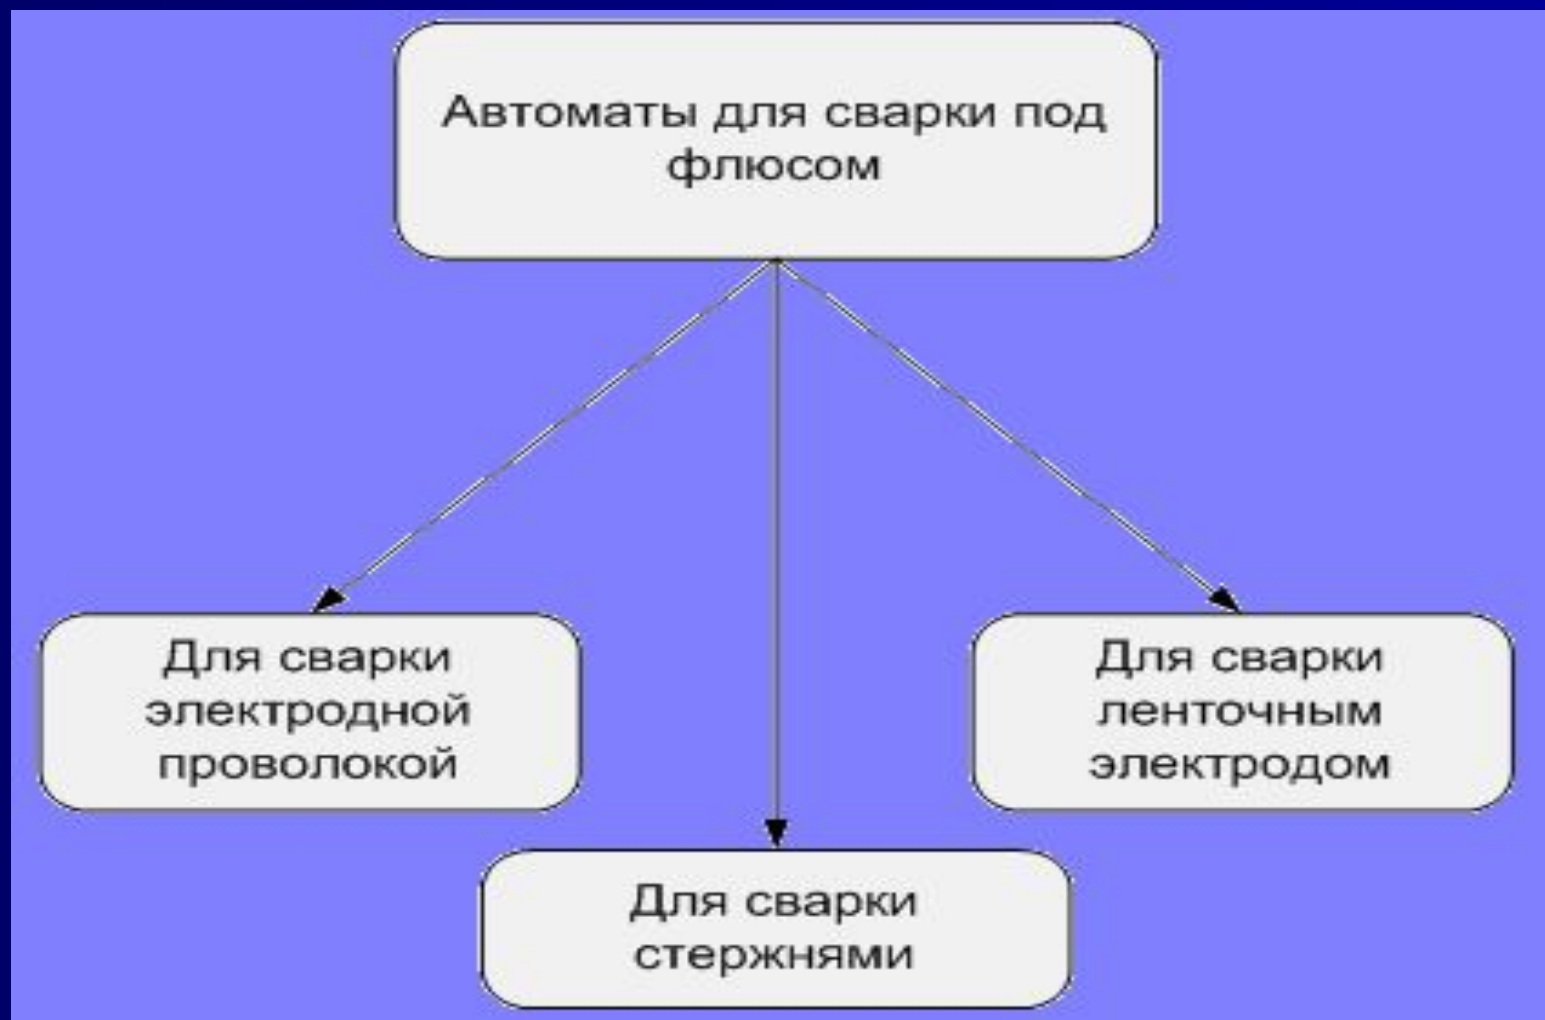 Автоматы для сварки под
флюсом
Для сварки
электродной
проволокой
Для сварки
ленточным
электродом
Для сварки
стержнями